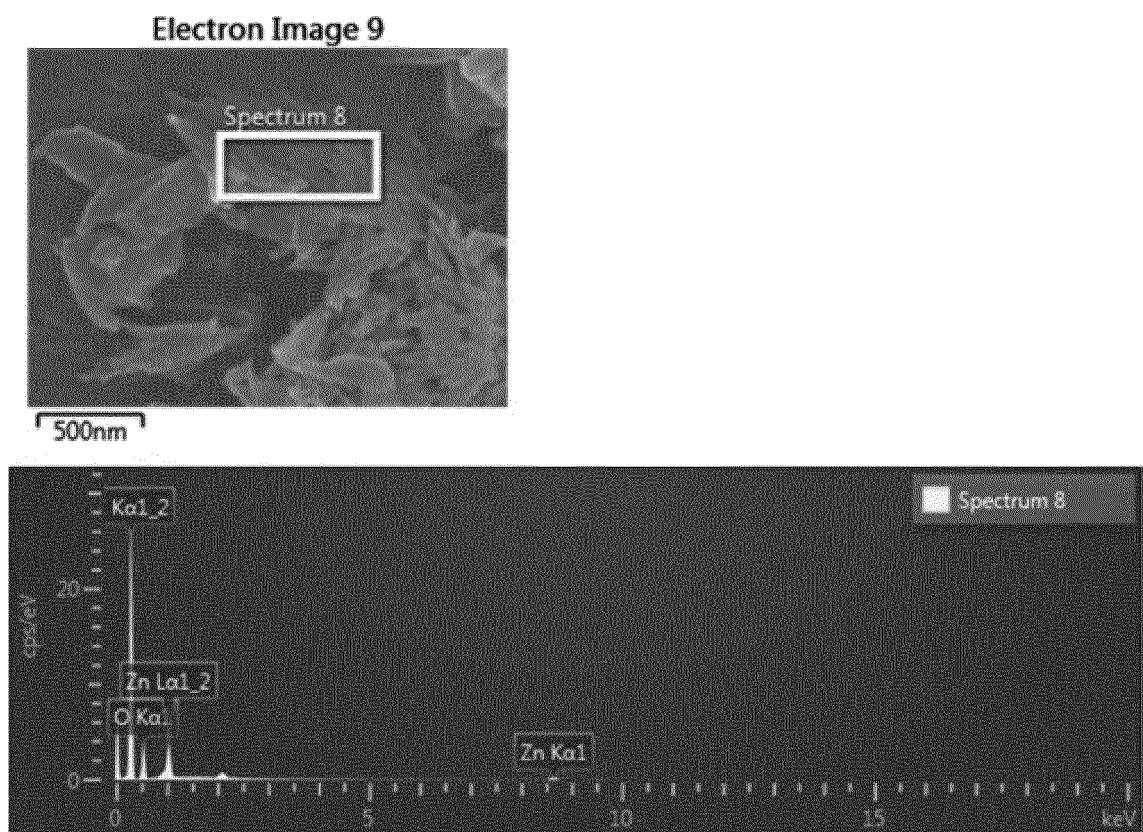 Electron Image 9
Spectrum 8
500nm
Spectrum 8
Kα1_2
20
cps/eV
Zn Lα1_2
O Kα1
Zn Kα1
0
0 5 10 15 keV